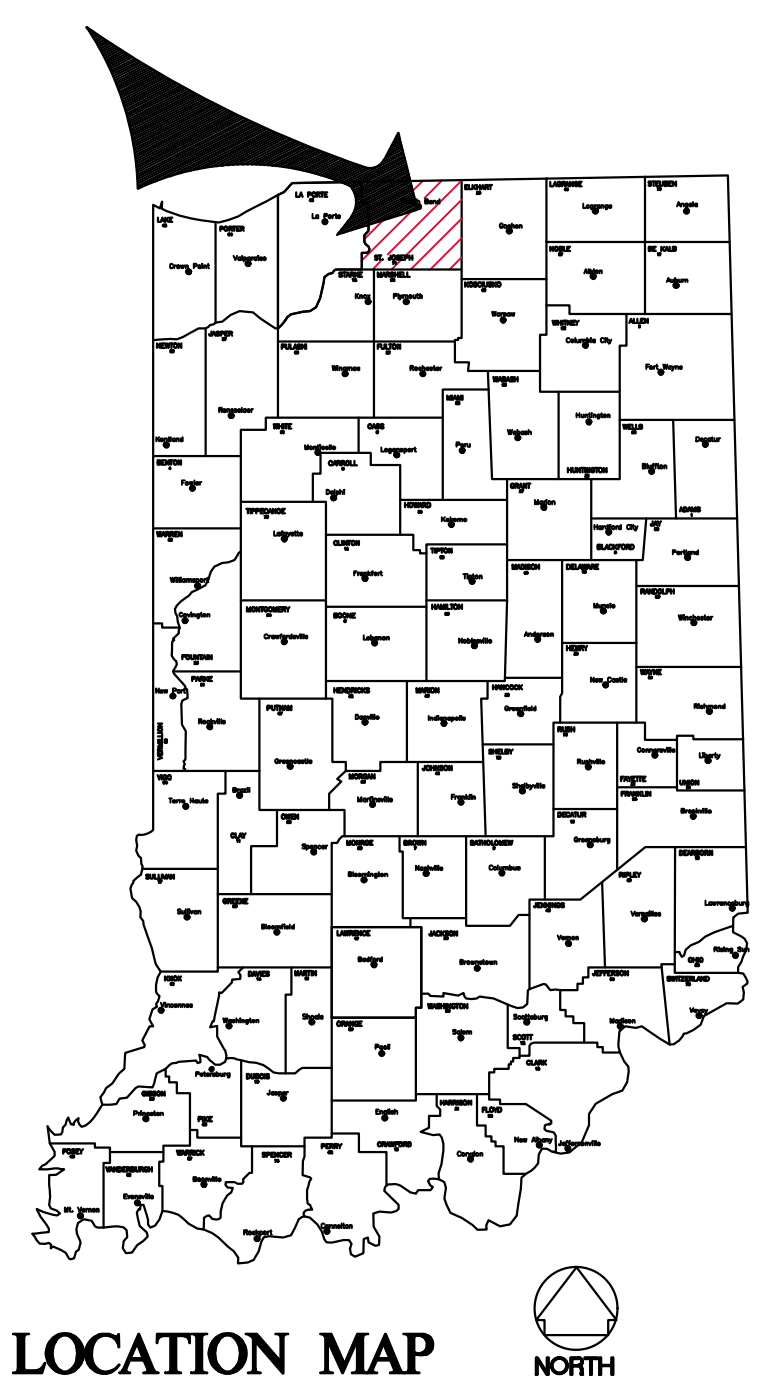 ELKHART
LAGRANGE
STEUBEN
LA PORTE
La Porte
Bend
Lagrange
Angola
LAKE
PORTER
Goshen
Crown Point
Valparaiso
ST. JOSEPH
NOBLE
DE KALB
STARKE
MARSHALL
Albion
Auburn
KOSCIUSKO
Knox
Plymouth
Warsaw
WHITNEY
ALLEN
NEWTON
JASPER
Columbia City
PULASKI
FULTON
Winamac
Rochester
Fort Wayne
WABASH
MIAMI
Rensselaer
Huntington
Kentland
WHITE
CASS
WELLS
Wabash
Decatur
Monticello
Logansport
Peru
BENTON
CARROLL
HUNTINGTON
Bluffton
Fowler
Delphi
GRANT
Marion
TIPPECANOE
HOWARD
ADAMS
Kokomo
Hartford City
JAY
WARREN
Lafayette
CLINTON
TIPTON
BLACKFORD
Portland
MADISON
DELAWARE
Frankfort
Tipton
Williamsport
RANDOLPH
MONTGOMERY
BOONE
HAMILTON
Muncie
Covington
Winchester
Crawfordsville
Lebanon
Noblesville
Anderson
HENRY
FOUNTAIN
PARKE
WAYNE
New Port
HENDRICKS
MARION
HANCOCK
New Castle
PUTNAM
Greenfield
Richmond
Rockville
Danville
Indianapolis
RUSH
VERMILLION
SHELBY
Connersville
Liberty
Greencastle
JOHNSON
Rushville
VIGO
MORGAN
FAYETTE
UNION
Brazil
Shelbyville
FRANKLIN
Terre Haute
Martinsville
Franklin
OWEN
DECATUR
Brookville
CLAY
MONROE
BROWN
BARTHOLOMEW
Greensburg
Spencer
DEARBORN
SULLIVAN
Bloomington
Nashville
Columbus
RIPLEY
GREENE
JENNINGS
Lawrenceburg
Sullivan
Versailles
Bloomfield
LAWRENCE
JACKSON
Vernon
Rising Sun
Bedford
Brownstown
OHIO
KNOX
DAVIES
MARTIN
JEFFERSON
SWITZERLAND
Vincennes
WASHINGTON
Vevay
Washington
Shoals
ORANGE
Scottsburg
Madison
Salem
SCOTT
Paoli
CLARK
Petersburg
DUBOIS
GIBSON
Jasper
HARRISON
FLOYD
Princeton
PIKE
English
New Albany
Jeffersonville
POSEY
WARRICK
SPENCER
PERRY
CRAWFORD
Corydon
VANDERBURGH
Boonville
Evansville
Mt. Vernon
Rockport
Cannelton
LOCATION MAP
NORTH